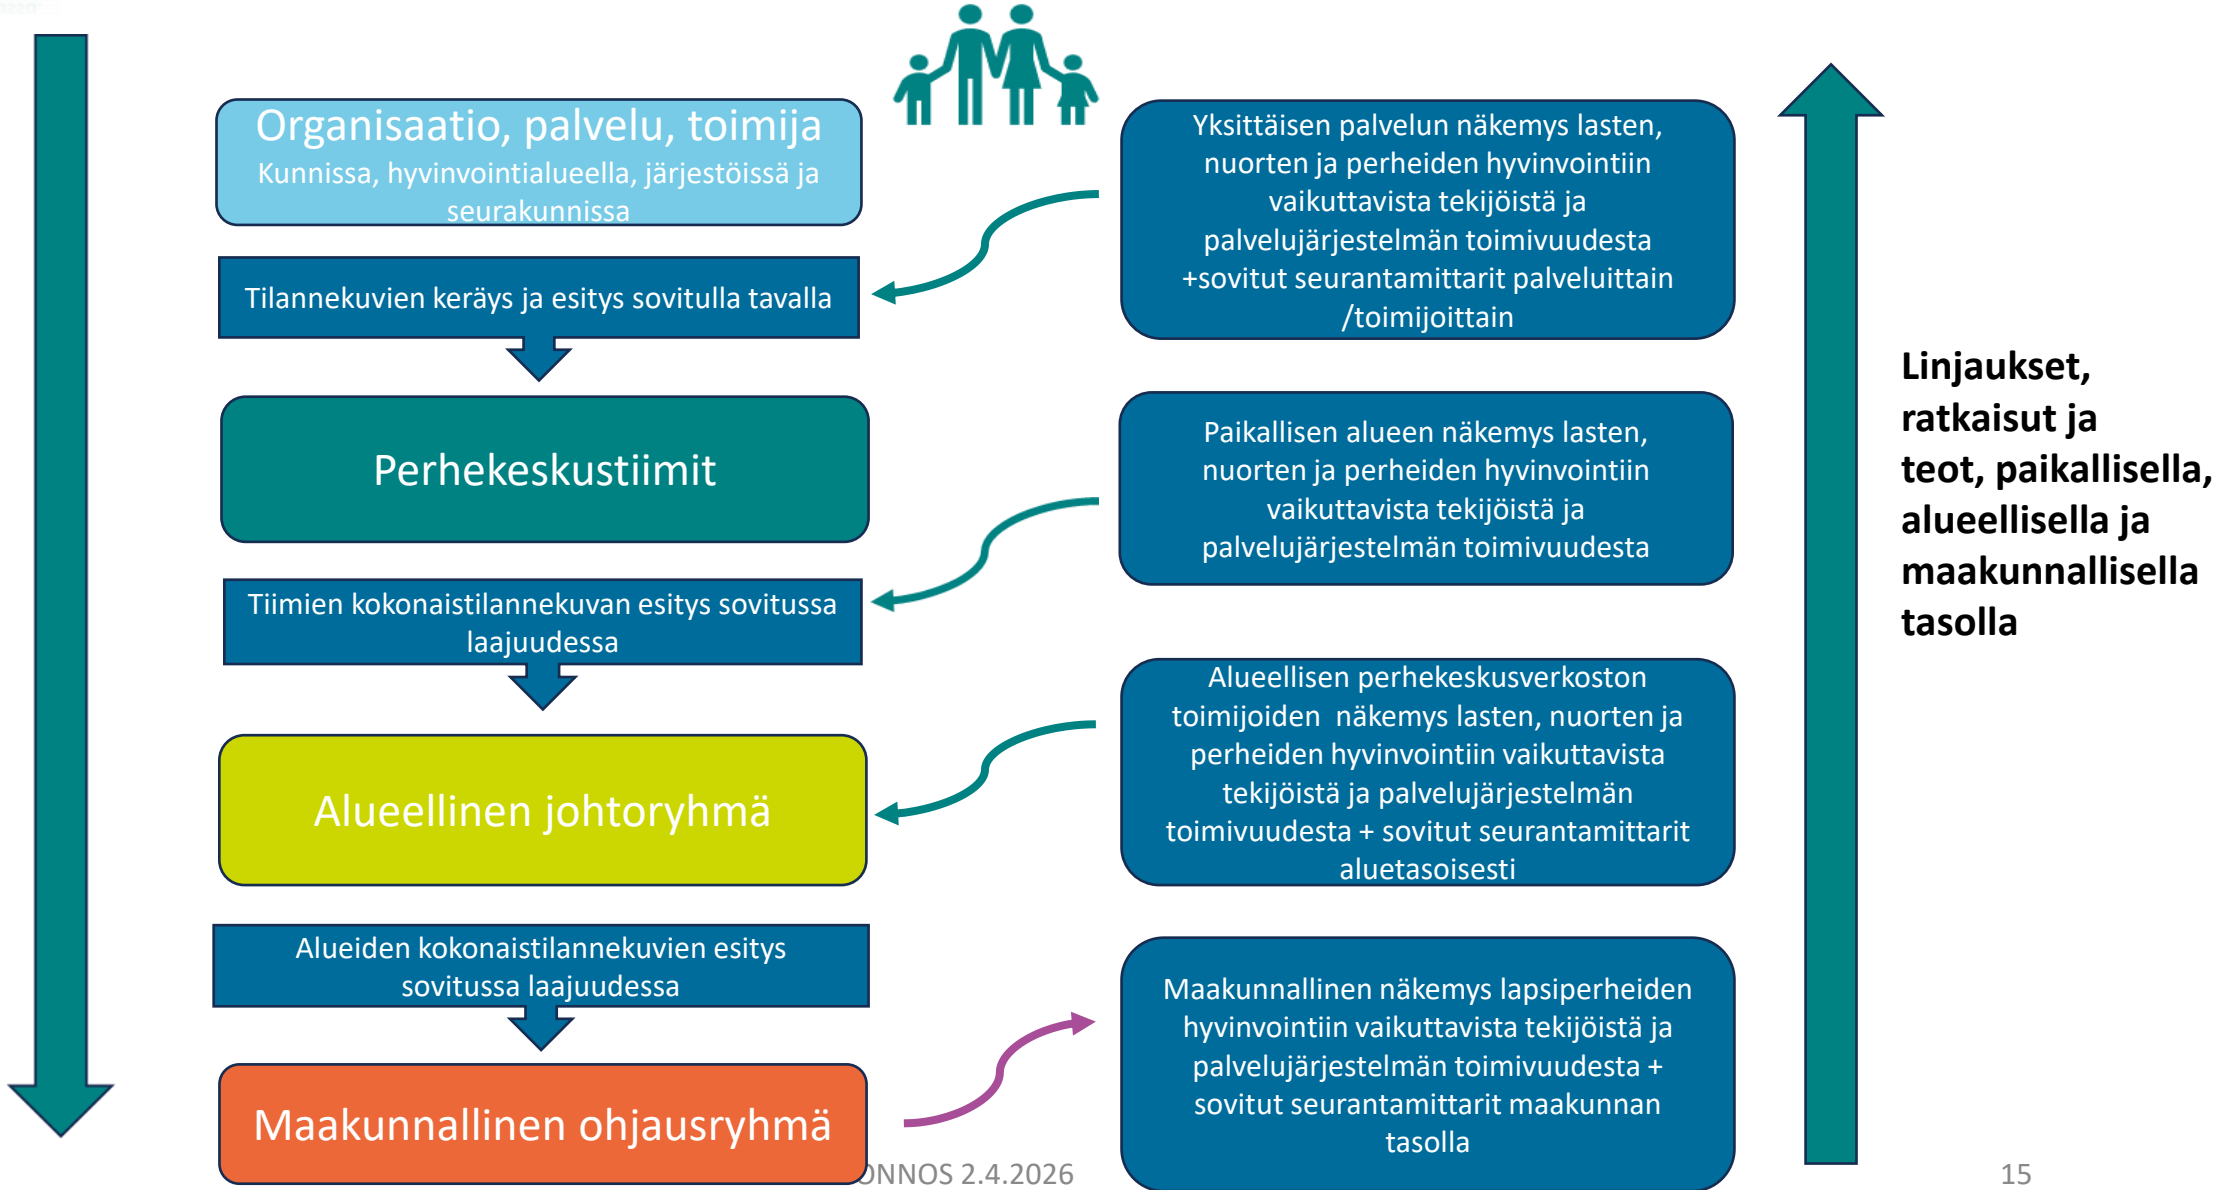 Organisaatio, palvelu, toimija
Kunnissa, hyvinvointialueella, järjestöissä ja
seurakunnissa
Tilannekuvien keräys ja esitys sovitulla tavalla
Perhekeskustiimit
Tiimien kokonaistilannekuvan esitys sovitussa
laajuudessa
Alueellinen johtoryhmä
Alueiden kokonaistilannekuvien esitys
sovitussa laajuudessa
Maakunnallinen ohjausryhmä
Yksittäisen palvelun näkemys lasten,
nuorten ja perheiden hyvinvointiin
vaikuttavista tekijöistä ja
palvelujärjestelmän toimivuudesta
+sovitut seurantamittarit palveluittain
/toimijoittain
Paikallisen alueen näkemys lasten,
nuorten ja perheiden hyvinvointiin
vaikuttavista tekijöistä ja
palvelujärjestelmän toimivuudesta
Alueellisen perhekeskusverkoston
toimijoiden näkemys lasten, nuorten ja
perheiden hyvinvointiin vaikuttavista
tekijöistä ja palvelujärjestelmän
toimivuudesta + sovitut seurantamittarit
aluetasoisesti
Maakunnallinen näkemys lapsiperheiden
hyvinvointiin vaikuttavista tekijöistä ja
palvelujärjestelmän toimivuudesta +
sovitut seurantamittarit maakunnan
tasolla
Linjaukset,
ratkaisut ja
teot, paikallisella,
alueellisella ja
maakunnallisella
tasolla
ONNOS 2.4.2026
15